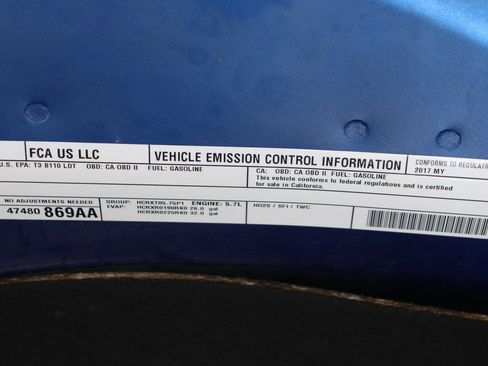 FCA US LLC
VEHICLE EMISSION CONTROL INFORMATION
CONFORMS TO REGULATIONS
2017 MY
U.S. EPA: T3 B110 LDT OBD: CA OBD II FUEL: GASOLINE
CA: OBD: CA OBD II FUEL: GASOLINE
This vehicle conforms to federal regulations and is certified
for sale in California.
NO ADJUSTMENTS NEEDED
47480 869AA
GROUP: HCRXT05.75P1 ENGINE: 5.7L
EVAP: HCRXR0190RX0 26.0 gal
HCRXR0225RX0 32.0 gal
HO2S / SFI / TWC